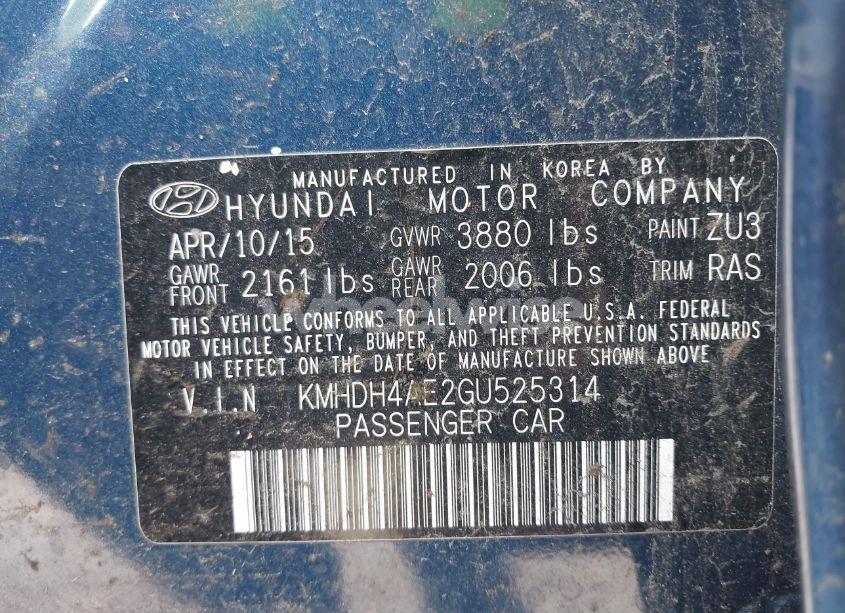 MANUFACTURED IN KOREA BY
HYUNDAI MOTOR COMPANY
APR/10/15 GVWR 3880 lbs PAINT ZU3
GAWR FRONT 2161 lbs GAWR REAR 2006 lbs TRIM RAS
THIS VEHICLE CONFORMS TO ALL APPLICABLE U.S.A. FEDERAL
MOTOR VEHICLE SAFETY, BUMPER, AND THEFT PREVENTION STANDARDS
IN EFFECT ON THE DATE OF MANUFACTURE SHOWN ABOVE
V.I.N KMHDH4AE2GU525314
PASSENGER CAR